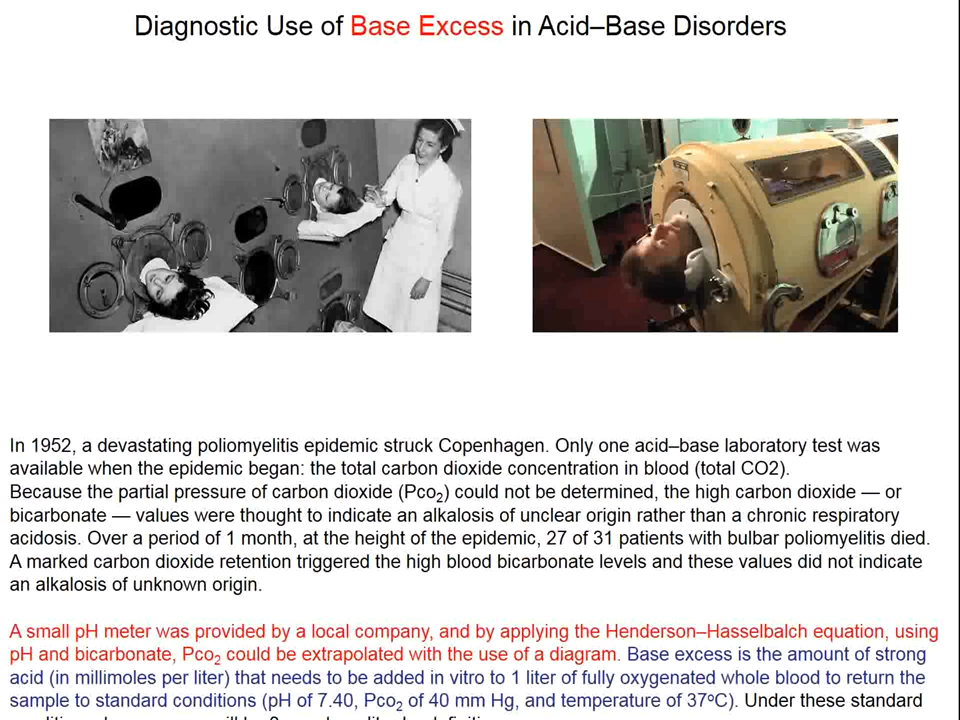 Diagnostic Use of Base Excess in Acid–Base Disorders
In 1952, a devastating poliomyelitis epidemic struck Copenhagen. Only one acid–base laboratory test was
available when the epidemic began: the total carbon dioxide concentration in blood (total CO2).
Because the partial pressure of carbon dioxide (Pco₂) could not be determined, the high carbon dioxide — or
bicarbonate — values were thought to indicate an alkalosis of unclear origin rather than a chronic respiratory
acidosis. Over a period of 1 month, at the height of the epidemic, 27 of 31 patients with bulbar poliomyelitis died.
A marked carbon dioxide retention triggered the high blood bicarbonate levels and these values did not indicate
an alkalosis of unknown origin.
A small pH meter was provided by a local company, and by applying the Henderson–Hasselbalch equation, using
pH and bicarbonate, Pco₂ could be extrapolated with the use of a diagram. Base excess is the amount of strong
acid (in millimoles per liter) that needs to be added in vitro to 1 liter of fully oxygenated whole blood to return the
sample to standard conditions (pH of 7.40, Pco₂ of 40 mm Hg, and temperature of 37ºC). Under these standard